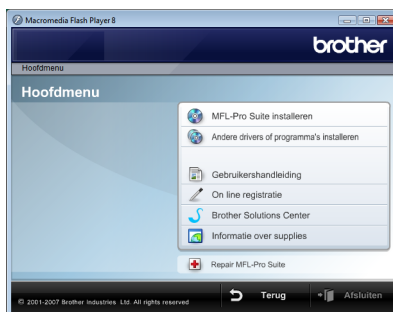 Macromedia Flash Player 8
brother
Hoofdmenu
Hoofdmenu
MFL-Pro Suite installeren
Andere drivers of programma's installeren
Gebruikershandleiding
On line registratie
Brother Solutions Center
Informatie over supplies
Repair MFL-Pro Suite
© 2001-2007 Brother Industries Ltd. All rights reserved
Terug
Afsluiten